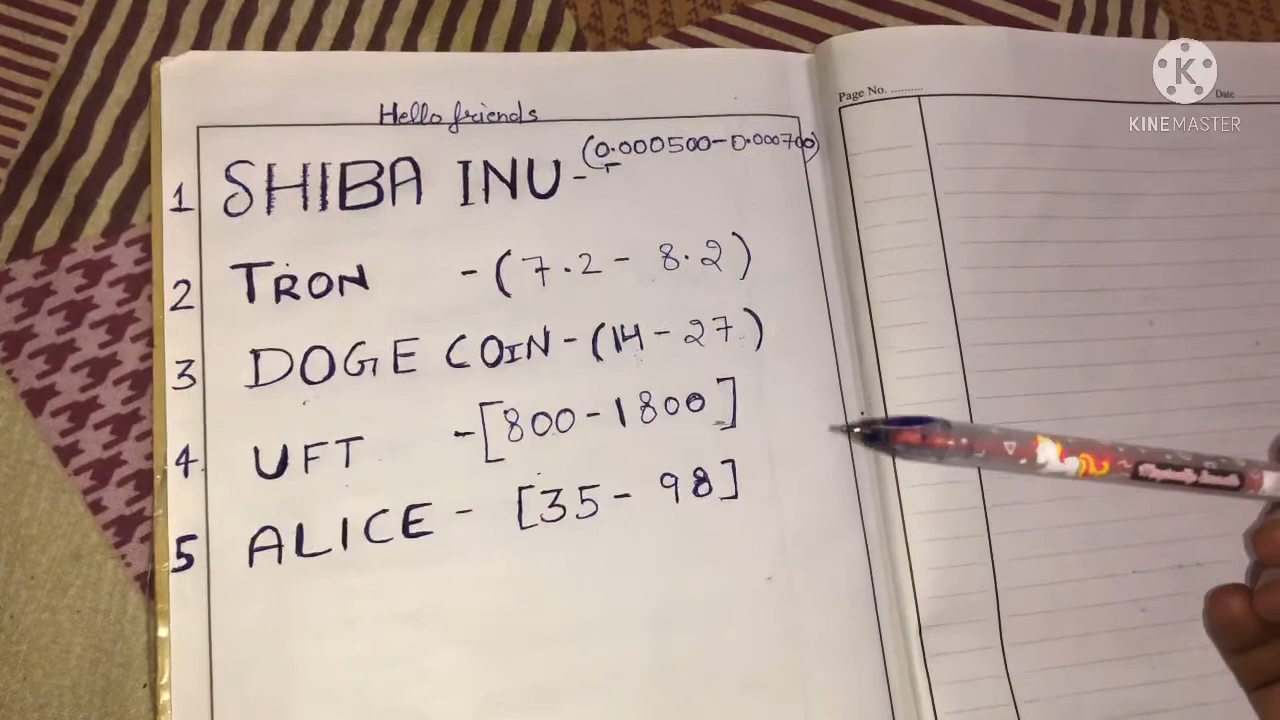 Hello friends
1 SHIBA INU - (0.000500-0.000700)
2 TRON - (7.2 - 8.2)
3 DOGE COIN - (14 - 27)
4. UFT - [800 - 1800]
5 ALICE - [35 - 98]
Page No. ..........
Date
K
KINEMASTER